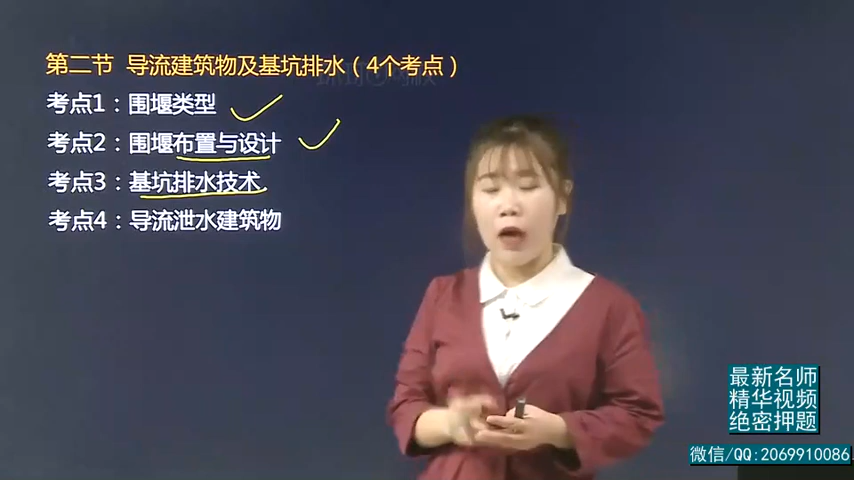 第二节 导流建筑物及基坑排水（4个考点）
考点1：围堰类型
考点2：围堰布置与设计
考点3：基坑排水技术
考点4：导流泄水建筑物
最新名师
精华视频
绝密押题
微信/QQ:2069910086